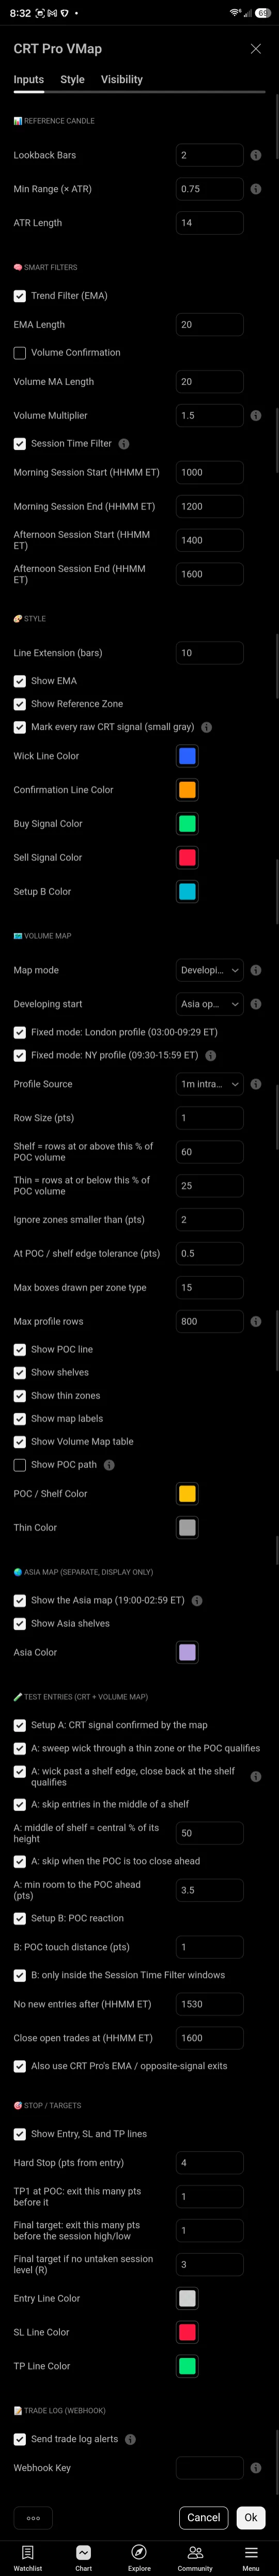 8:32
69
CRT Pro VMap
Inputs Style Visibility
📊 REFERENCE CANDLE
Lookback Bars 2
Min Range (× ATR) 0.75
ATR Length 14
🧠 SMART FILTERS
Trend Filter (EMA)
EMA Length 20
Volume Confirmation
Volume MA Length 20
Volume Multiplier 1.5
Session Time Filter
Morning Session Start (HHMM ET) 1000
Morning Session End (HHMM ET) 1200
Afternoon Session Start (HHMM
ET) 1400
Afternoon Session End (HHMM
ET) 1600
🎨 STYLE
Line Extension (bars) 10
Show EMA
Show Reference Zone
Mark every raw CRT signal (small gray)
Wick Line Color
Confirmation Line Color
Buy Signal Color
Sell Signal Color
Setup B Color
🗺️ VOLUME MAP
Map mode Developi...
Developing start Asia op...
Fixed mode: London profile (03:00-09:29 ET)
Fixed mode: NY profile (09:30-15:59 ET)
Profile Source 1m intra...
Row Size (pts) 1
Shelf = rows at or above this % of
POC volume 60
Thin = rows at or below this % of
POC volume 25
Ignore zones smaller than (pts) 2
At POC / shelf edge tolerance (pts) 0.5
Max boxes drawn per zone type 15
Max profile rows 800
Show POC line
Show shelves
Show thin zones
Show map labels
Show Volume Map table
Show POC path
POC / Shelf Color
Thin Color
🌏 ASIA MAP (SEPARATE, DISPLAY ONLY)
Show the Asia map (19:00-02:59 ET)
Show Asia shelves
Asia Color
🧪 TEST ENTRIES (CRT + VOLUME MAP)
Setup A: CRT signal confirmed by the map
A: sweep wick through a thin zone or the POC qualifies
A: wick past a shelf edge, close back at the shelf
qualifies
A: skip entries in the middle of a shelf
A: middle of shelf = central % of its
height 50
A: skip when the POC is too close ahead
A: min room to the POC ahead
(pts) 3.5
Setup B: POC reaction
B: POC touch distance (pts) 1
B: only inside the Session Time Filter windows
No new entries after (HHMM ET) 1530
Close open trades at (HHMM ET) 1600
Also use CRT Pro's EMA / opposite-signal exits
🎯 STOP / TARGETS
Show Entry, SL and TP lines
Hard Stop (pts from entry) 4
TP1 at POC: exit this many pts
before it 1
Final target: exit this many pts
before the session high/low 1
Final target if no untaken session
level (R) 3
Entry Line Color
SL Line Color
TP Line Color
📝 TRADE LOG (WEBHOOK)
Send trade log alerts
Webhook Key
Cancel Ok
Watchlist Chart Explore Community Menu